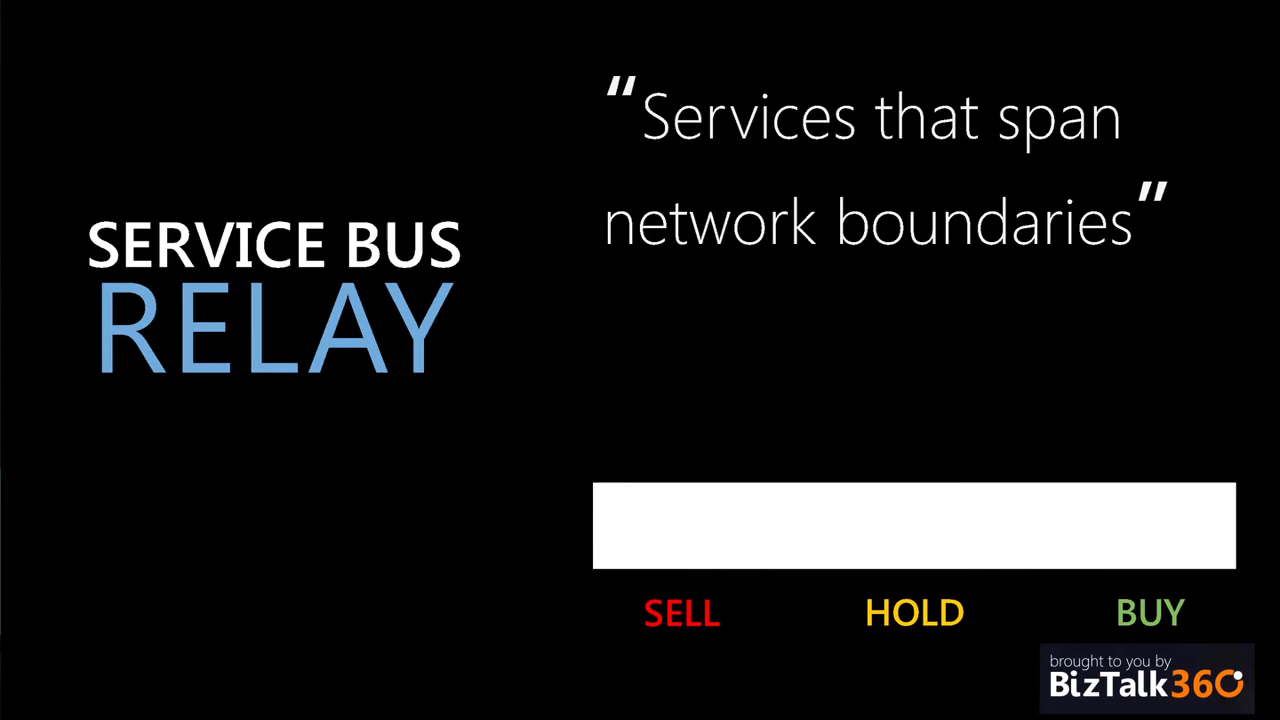 SERVICE BUS
RELAY
“Services that span
network boundaries”
SELL HOLD BUY
brought to you by
BizTalk360